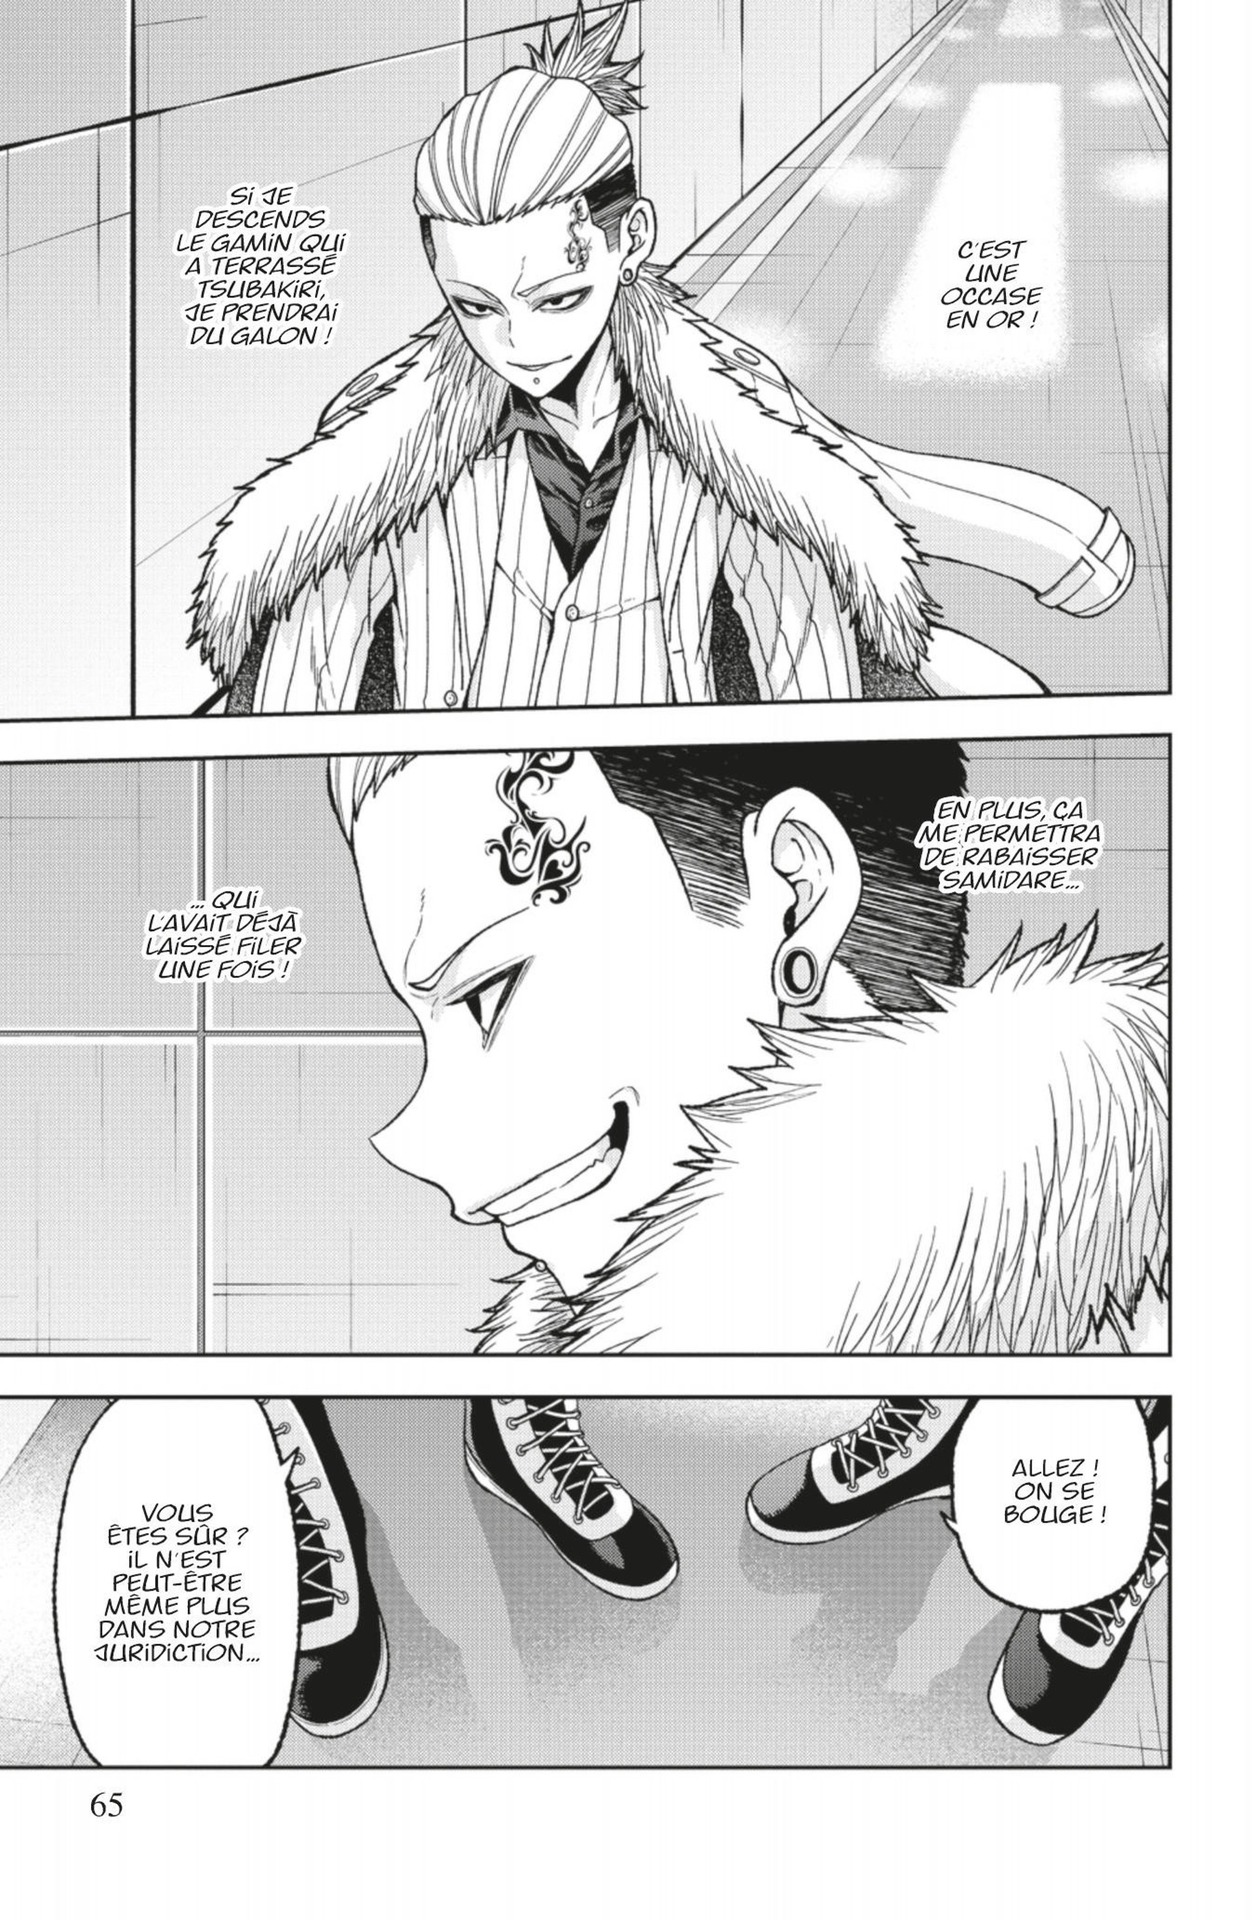 C'EST
UNE
OCCASE
EN OR !
SI JE
DESCENDS
LE GAMIN QUI
A TERRASSÉ
TSUBAKIRI,
JE PRENDRAI
DU GALON !
EN PLUS, ÇA
ME PERMETTRA
DE RABAISSER
SAMIDARE...
... QUI
L'AVAIT DÉJÀ
LAISSÉ FILER
UNE FOIS !
ALLEZ !
ON SE
BOUGE !
VOUS
ÊTES SÛR ?
IL N'EST
PEUT-ÊTRE
MÊME PLUS
DANS NOTRE
JURIDICTION...
65